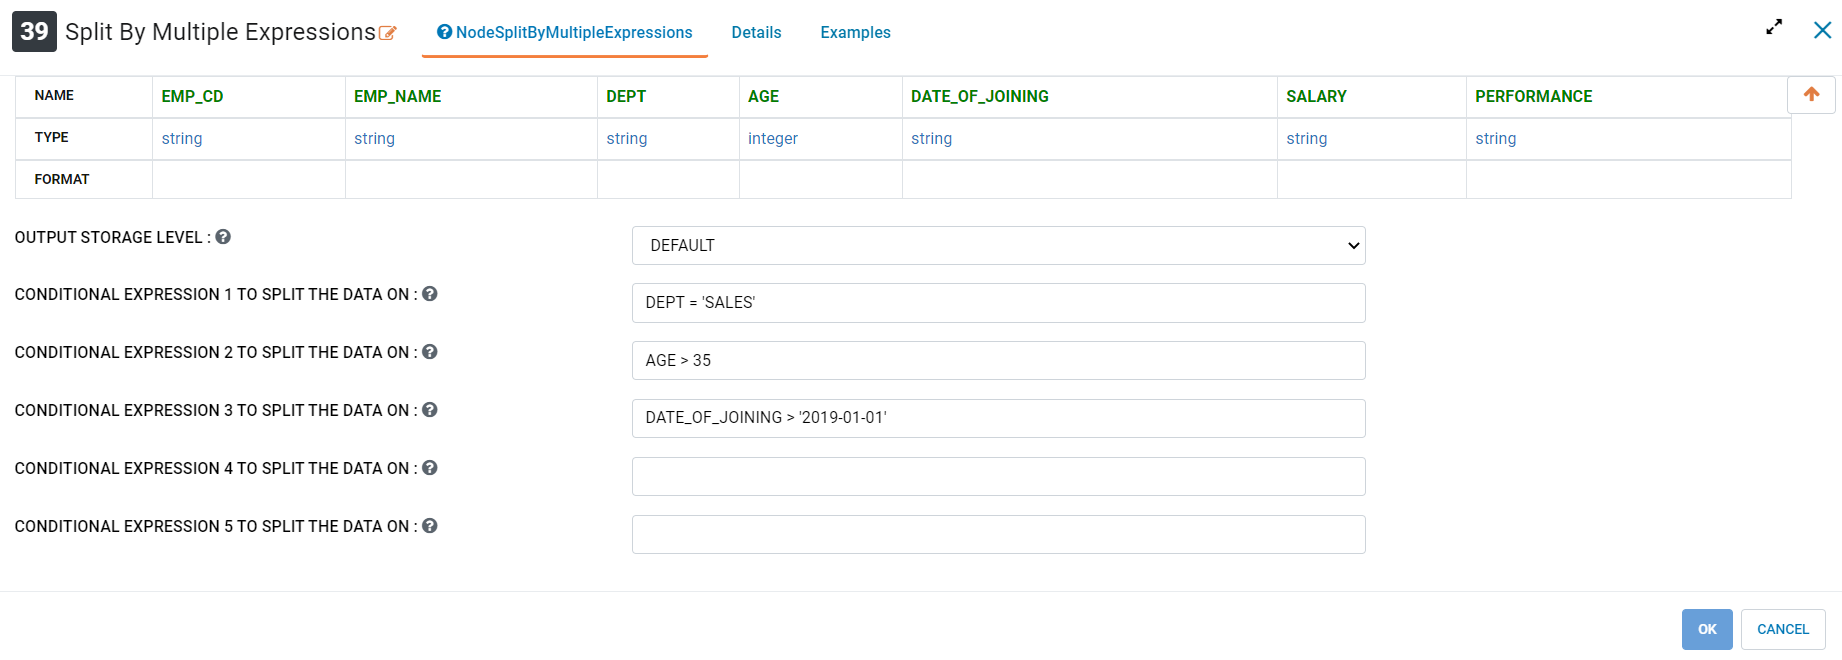 39 Split By Multiple Expressions NodeSplitByMultipleExpressions Details Examples
NAME EMP_CD EMP_NAME DEPT AGE DATE_OF_JOINING SALARY PERFORMANCE
TYPE string string string integer string string string
FORMAT
OUTPUT STORAGE LEVEL : DEFAULT
CONDITIONAL EXPRESSION 1 TO SPLIT THE DATA ON : DEPT = 'SALES'
CONDITIONAL EXPRESSION 2 TO SPLIT THE DATA ON : AGE > 35
CONDITIONAL EXPRESSION 3 TO SPLIT THE DATA ON : DATE_OF_JOINING > '2019-01-01'
CONDITIONAL EXPRESSION 4 TO SPLIT THE DATA ON :
CONDITIONAL EXPRESSION 5 TO SPLIT THE DATA ON :
OK CANCEL